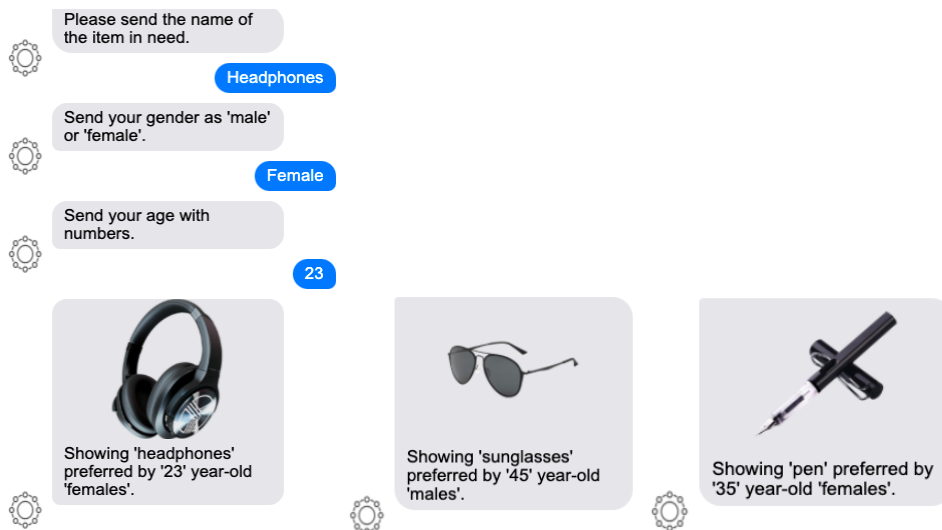 Please send the name of
the item in need.
Headphones
Send your gender as 'male'
or 'female'.
Female
Send your age with
numbers.
23
Showing 'headphones'
preferred by '23' year-old
'females'.
Showing 'sunglasses'
preferred by '45' year-old
'males'.
Showing 'pen' preferred by
'35' year-old 'females'.